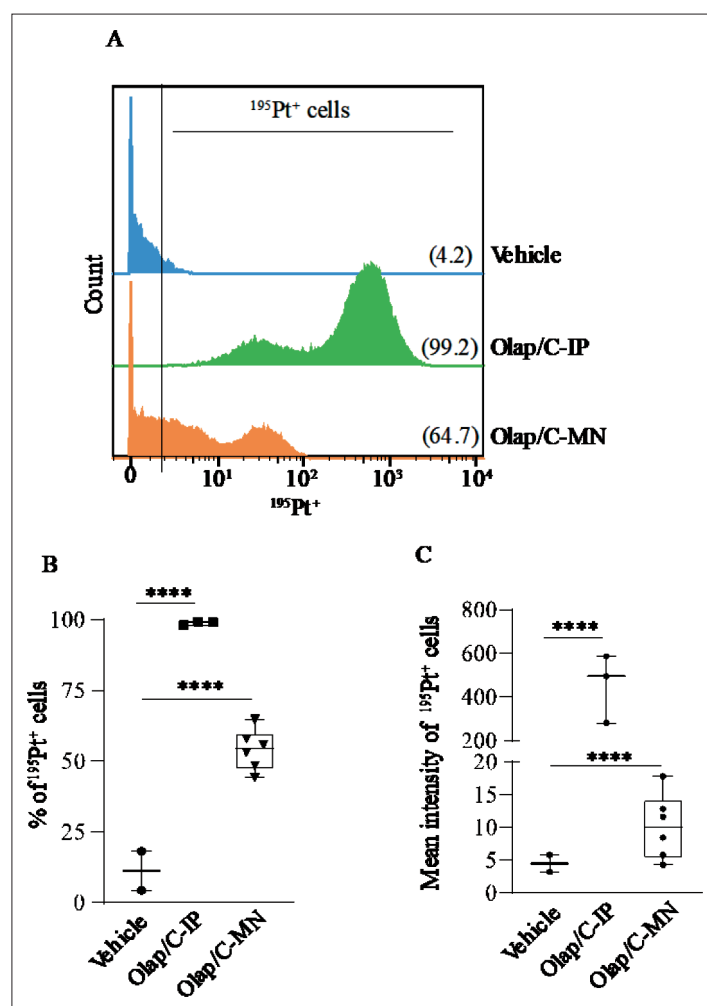 A
¹⁹⁵Pt⁺ cells
(4.2) Vehicle
(99.2) Olap/C-IP
(64.7) Olap/C-MN
Count
0 10¹ 10² 10³ 10⁴
¹⁹⁵Pt⁺
B
% of ¹⁹⁵Pt⁺ cells
100
75
50
25
0
****
****
Vehicle
Olap/C-IP
Olap/C-MN
C
Mean intensity of ¹⁹⁵Pt⁺ cells
800
600
400
200
20
15
10
5
0
****
****
Vehicle
Olap/C-IP
Olap/C-MN